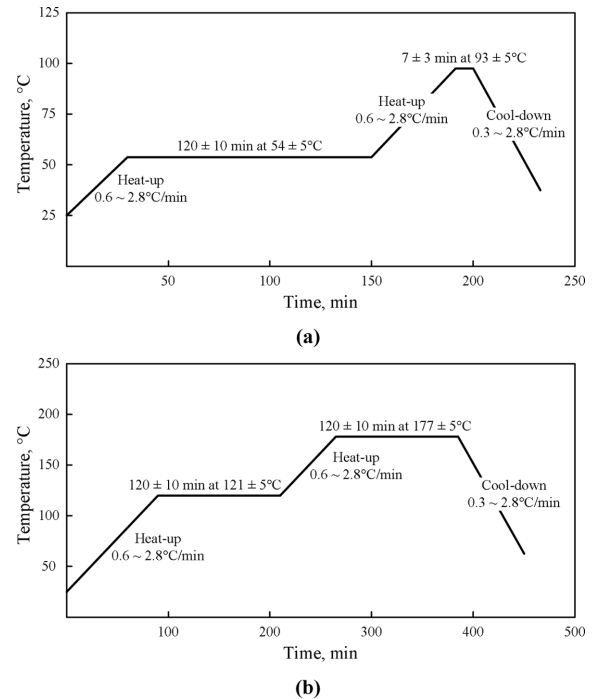 125
7 ± 3 min at 93 ± 5°C
100
Heat-up
0.6 ~ 2.8°C/min
Cool-down
0.3 ~ 2.8°C/min
75
120 ± 10 min at 54 ± 5°C
50
Heat-up
0.6 ~ 2.8°C/min
25
Temperature, °C
50 100 150 200 250
Time, min
(a)
250
200
120 ± 10 min at 177 ± 5°C
150
Heat-up
0.6 ~ 2.8°C/min
120 ± 10 min at 121 ± 5°C
Cool-down
0.3 ~ 2.8°C/min
100
Heat-up
0.6 ~ 2.8°C/min
50
Temperature, °C
100 200 300 400 500
Time, min
(b)